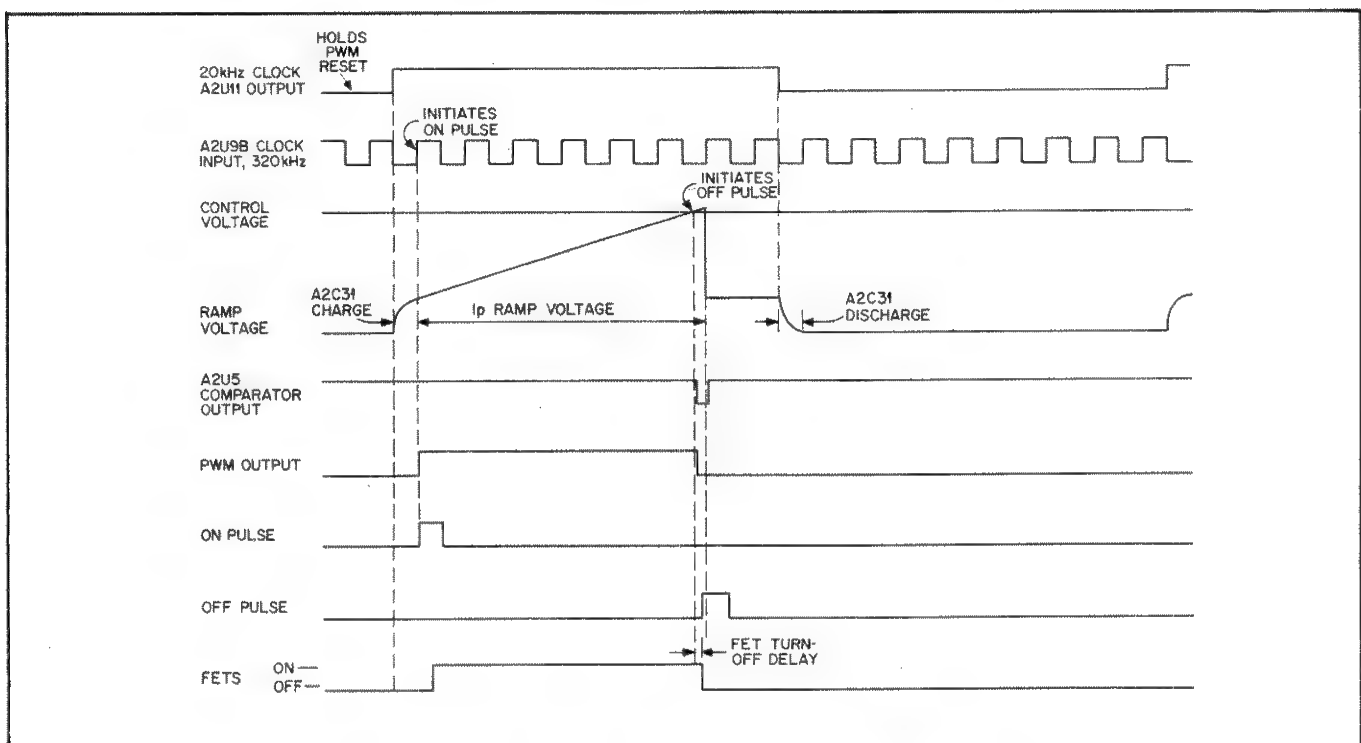 HOLDS
PWM
RESET
20kHz CLOCK
A2U11 OUTPUT
INITIATES
ON PULSE
A2U9B CLOCK
INPUT, 320kHz
INITIATES
OFF PULSE
CONTROL
VOLTAGE
A2C31
CHARGE
Ip RAMP VOLTAGE
A2C31
DISCHARGE
RAMP
VOLTAGE
A2U5
COMPARATOR
OUTPUT
PWM OUTPUT
ON PULSE
OFF PULSE
FET TURN-
OFF DELAY
FETS
ON
OFF